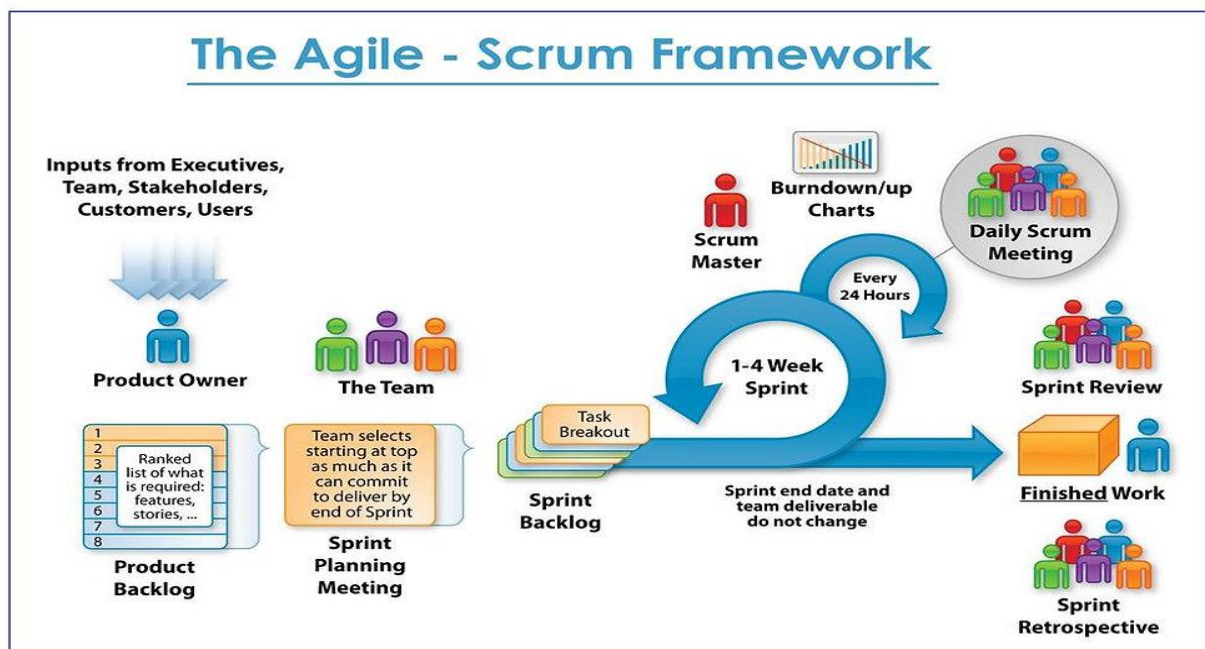 The Agile - Scrum Framework
Inputs from Executives,
Team, Stakeholders,
Customers, Users
Product Owner
The Team
1
2
3
4
5
6
7
8
Ranked
list of what
is required:
features,
stories, ...
Product
Backlog
Team selects
starting at top
as much as it
can commit
to deliver by
end of Sprint
Sprint
Planning
Meeting
Task
Breakout
Sprint
Backlog
Scrum
Master
Burndown/up
Charts
Every
24 Hours
Daily Scrum
Meeting
1-4 Week
Sprint
Sprint end date and
team deliverable
do not change
Sprint Review
Finished Work
Sprint
Retrospective